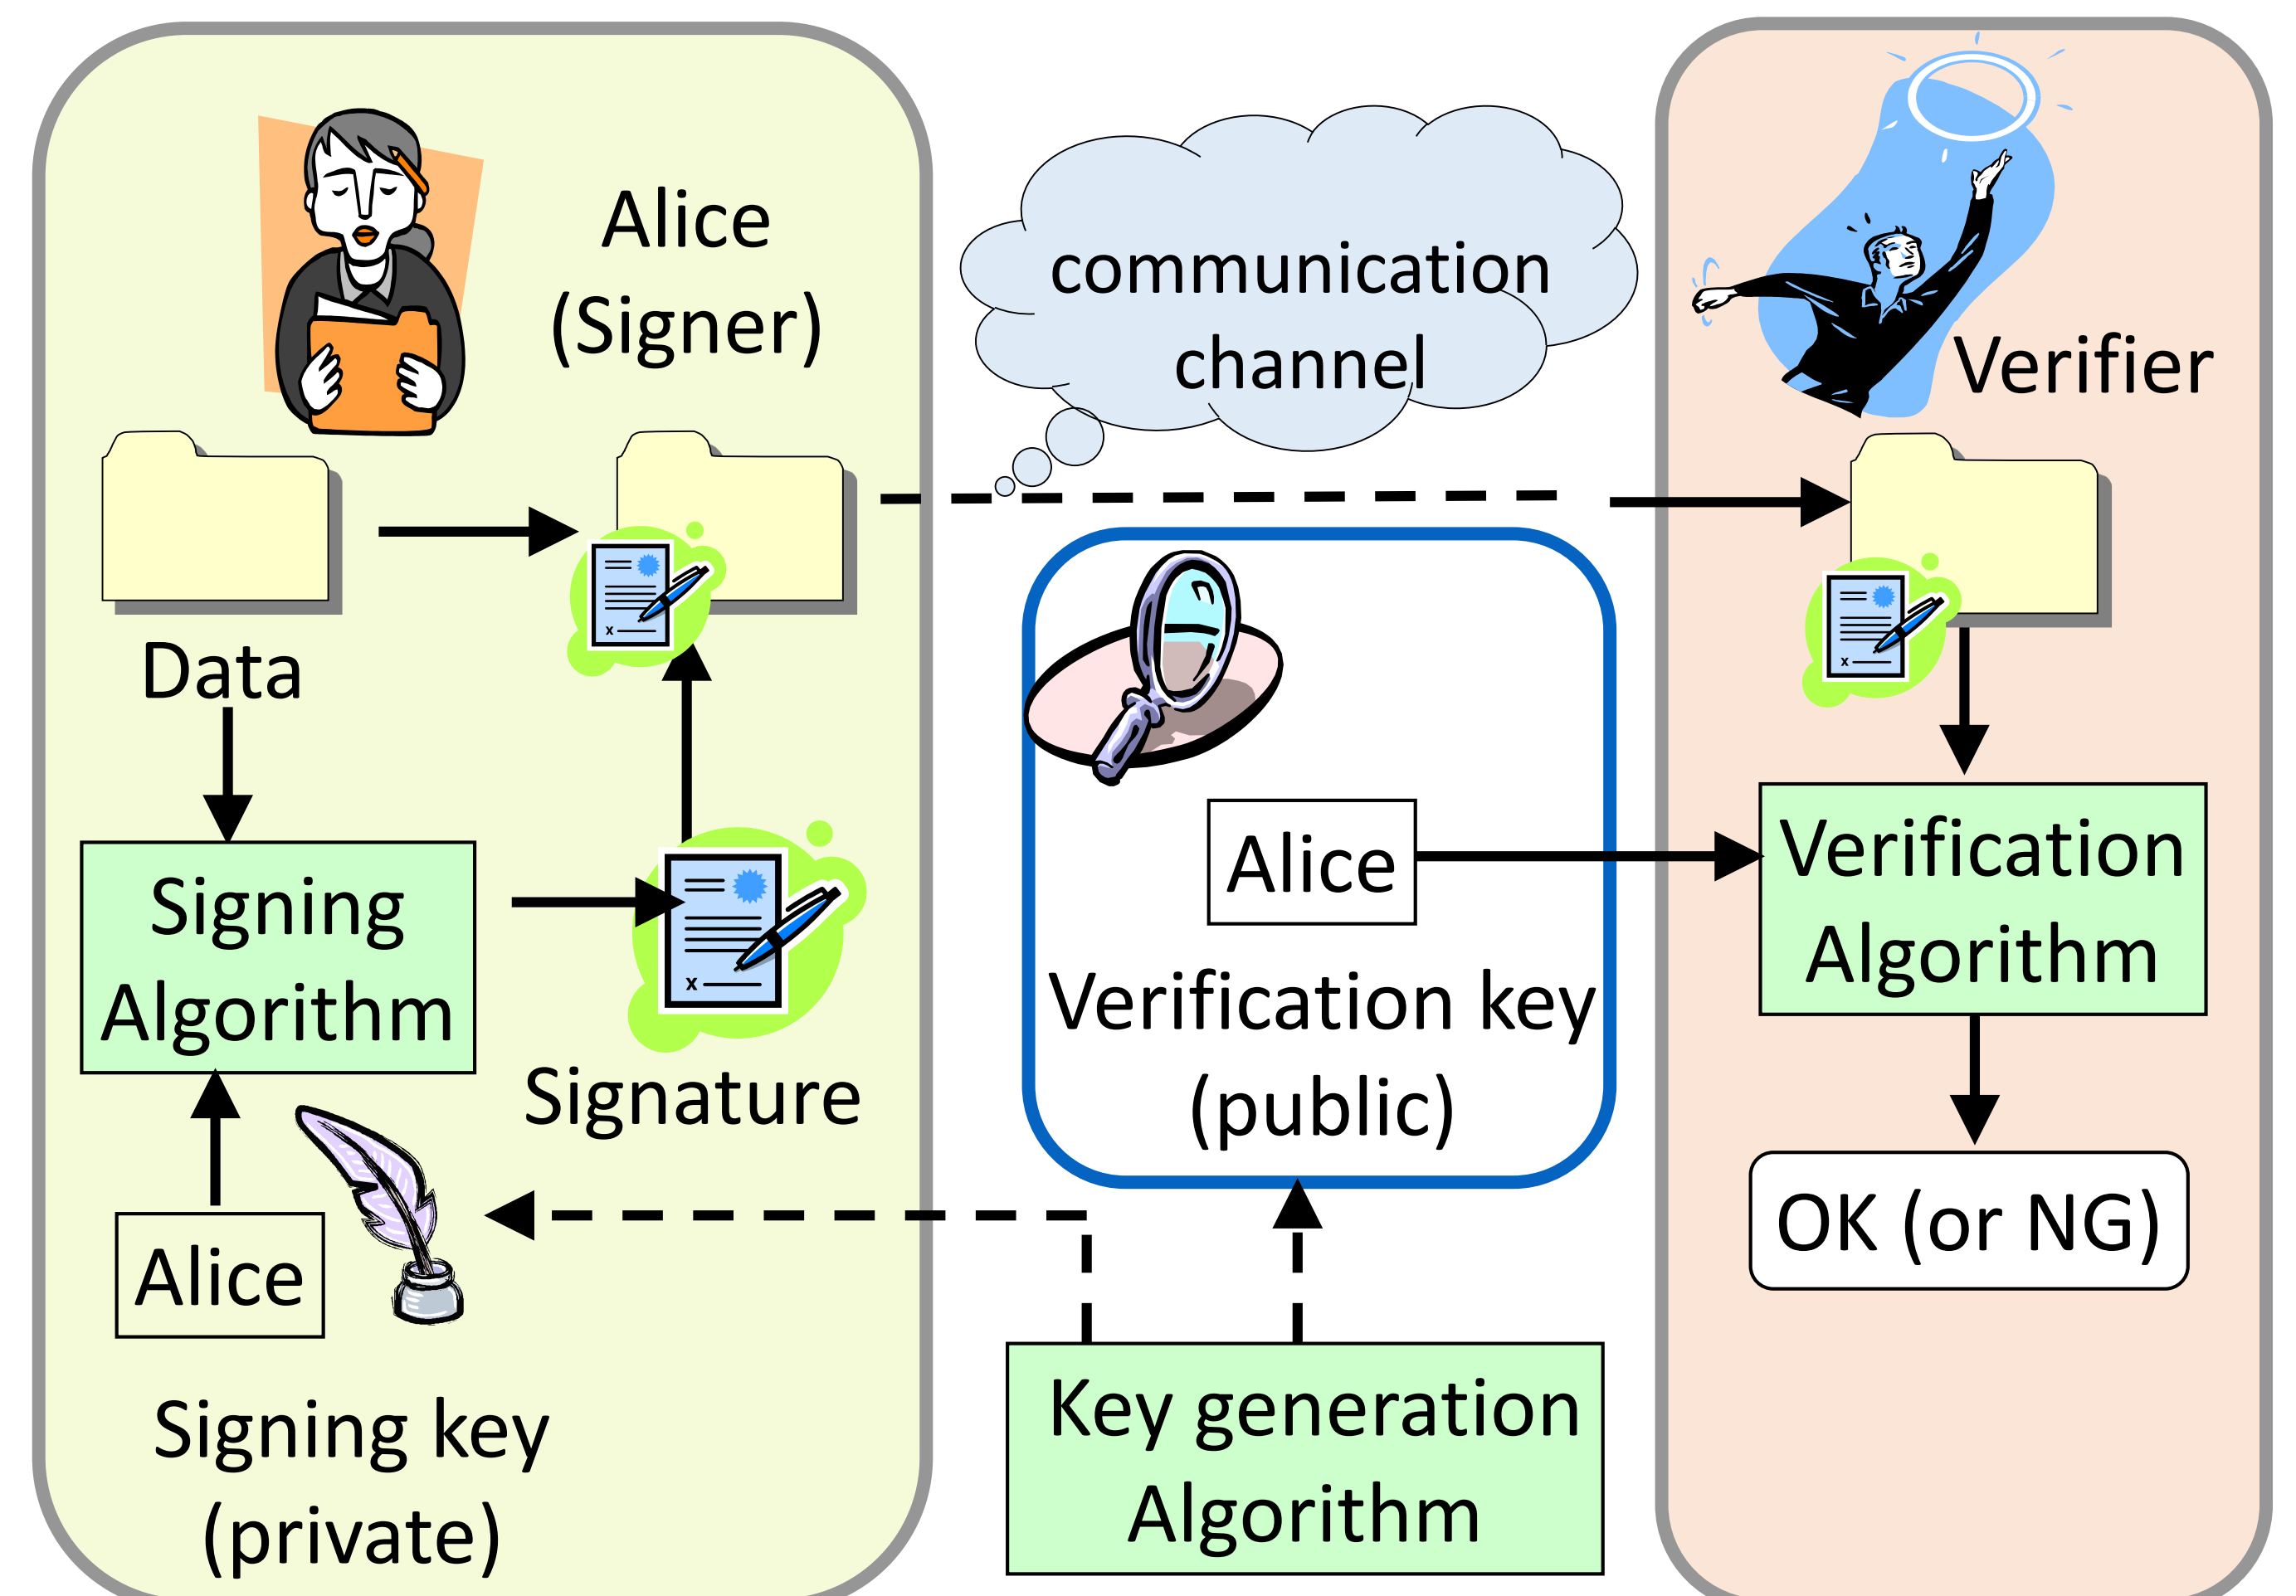 Alice
(Signer)
Data
Signing
Algorithm
Signature
Alice
Signing key
(private)
communication
channel
Alice
Verification key
(public)
Key generation
Algorithm
Verifier
Verification
Algorithm
OK (or NG)
x
x
x